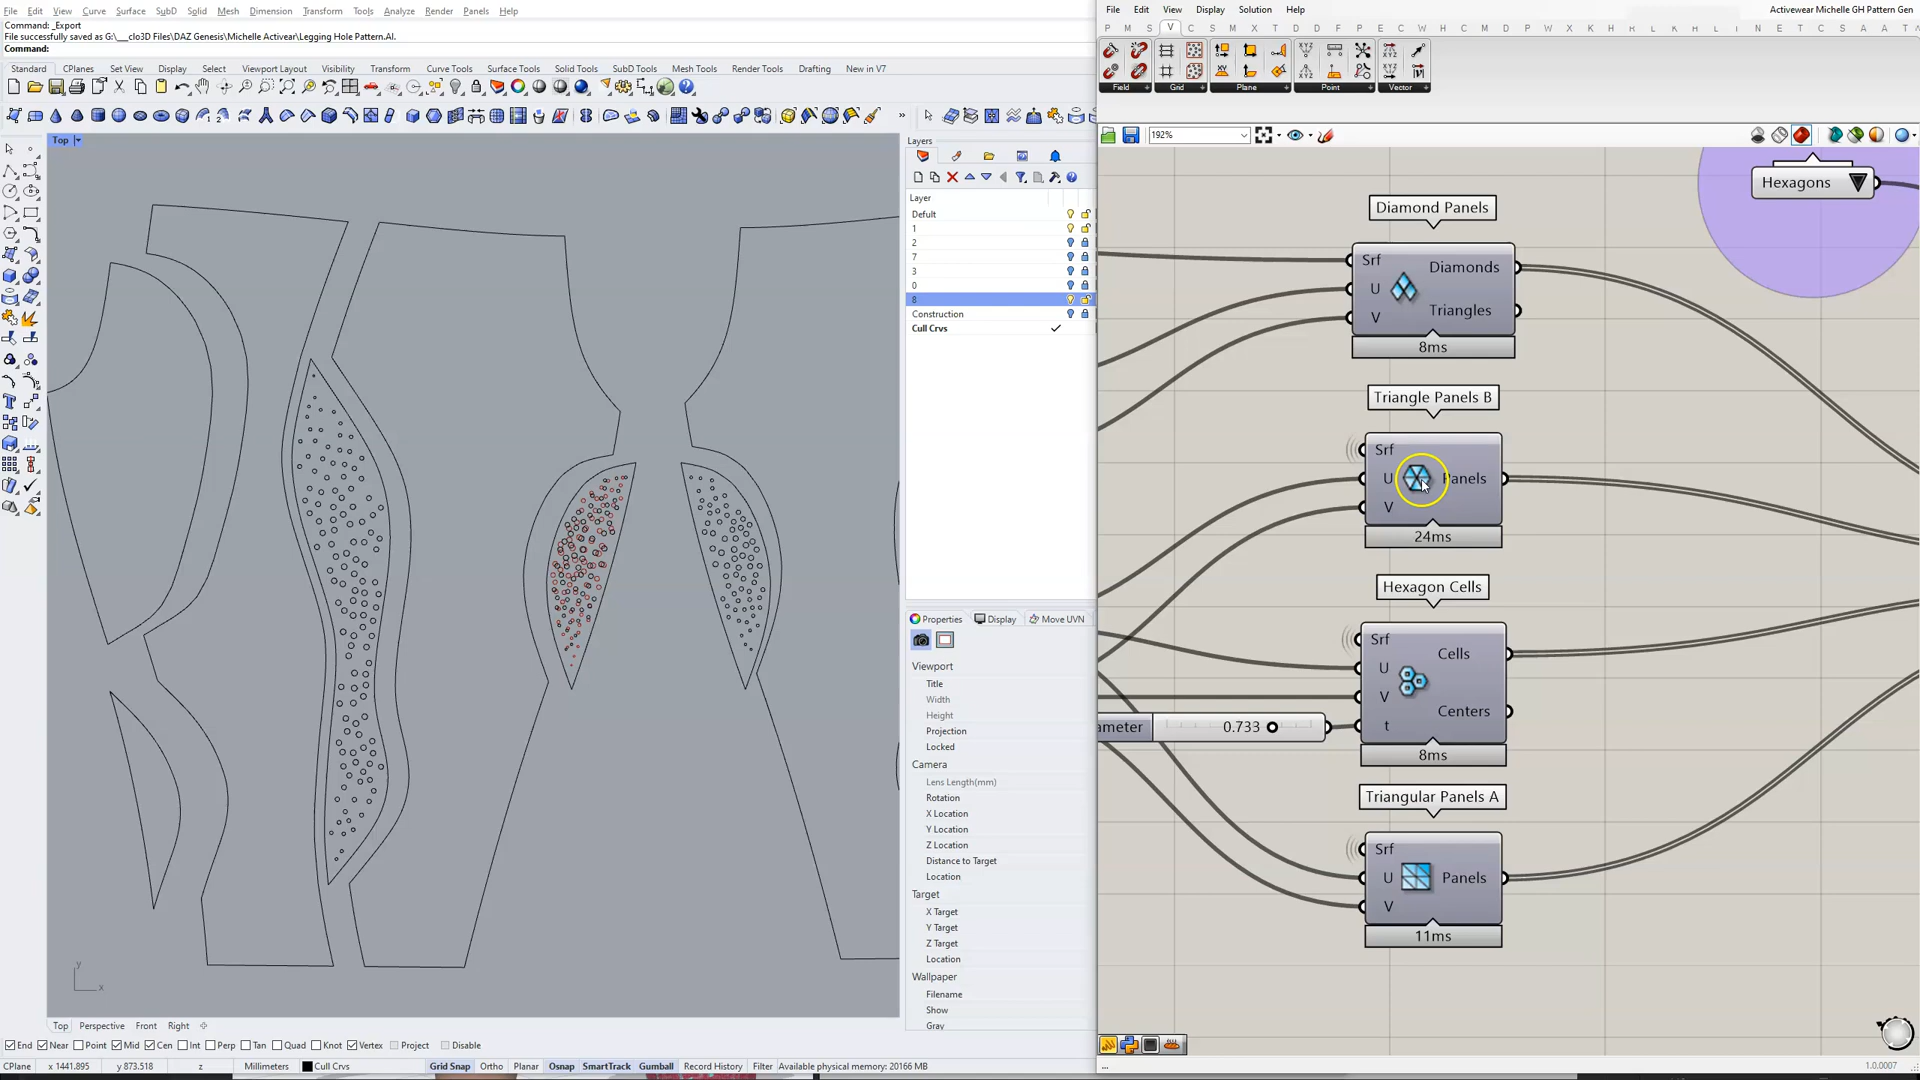 File Edit View Curve Surface SubD Solid Mesh Dimension Transform Tools Analyze Render Panels Help
Command: _Export
File successfully saved as G:\___clo3D Files\DAZ Genesis\Michelle Activear\Legging Hole Pattern.AI.
Command:
Standard CPlanes Set View Display Select Viewport Layout Visibility Transform Curve Tools Surface Tools Solid Tools SubD Tools Mesh Tools Render Tools Drafting New in V7
Top
Layers
Layer
Defult
1
2
7
3
0
8
Construction
Cull Crvs
Properties Display Move UVN
Viewport
Title
Width
Height
Projection
Locked
Camera
Lens Length(mm)
Rotation
X Location
Y Location
Z Location
Distance to Target
Location
Target
X Target
Y Target
Z Target
Location
Wallpaper
Filename
Show
Gray
y
x
Top Perspective Front Right
End Near Point Mid Cen Int Perp Tan Quad Knot Vertex Project Disable
CPlane x 1441.895 y 873.518 z Millimeters Cull Crvs Grid Snap Ortho Planar Osnap SmartTrack Gumball Record History Filter Available physical memory: 20166 MB
File Edit View Display Solution Help
Activewear Michelle GH Pattern Gen
P M S V C S M
Field Grid Plane Point Vector
192%
Hexagons
Diamond Panels
Srf U V
Diamonds
Triangles
8ms
Triangle Panels B
Srf U V
Panels
24ms
Hexagon Cells
Srf U V t
Cells
Centers
8ms
ameter 0.733
Triangular Panels A
Srf U V
Panels
11ms
...
1.0.0007